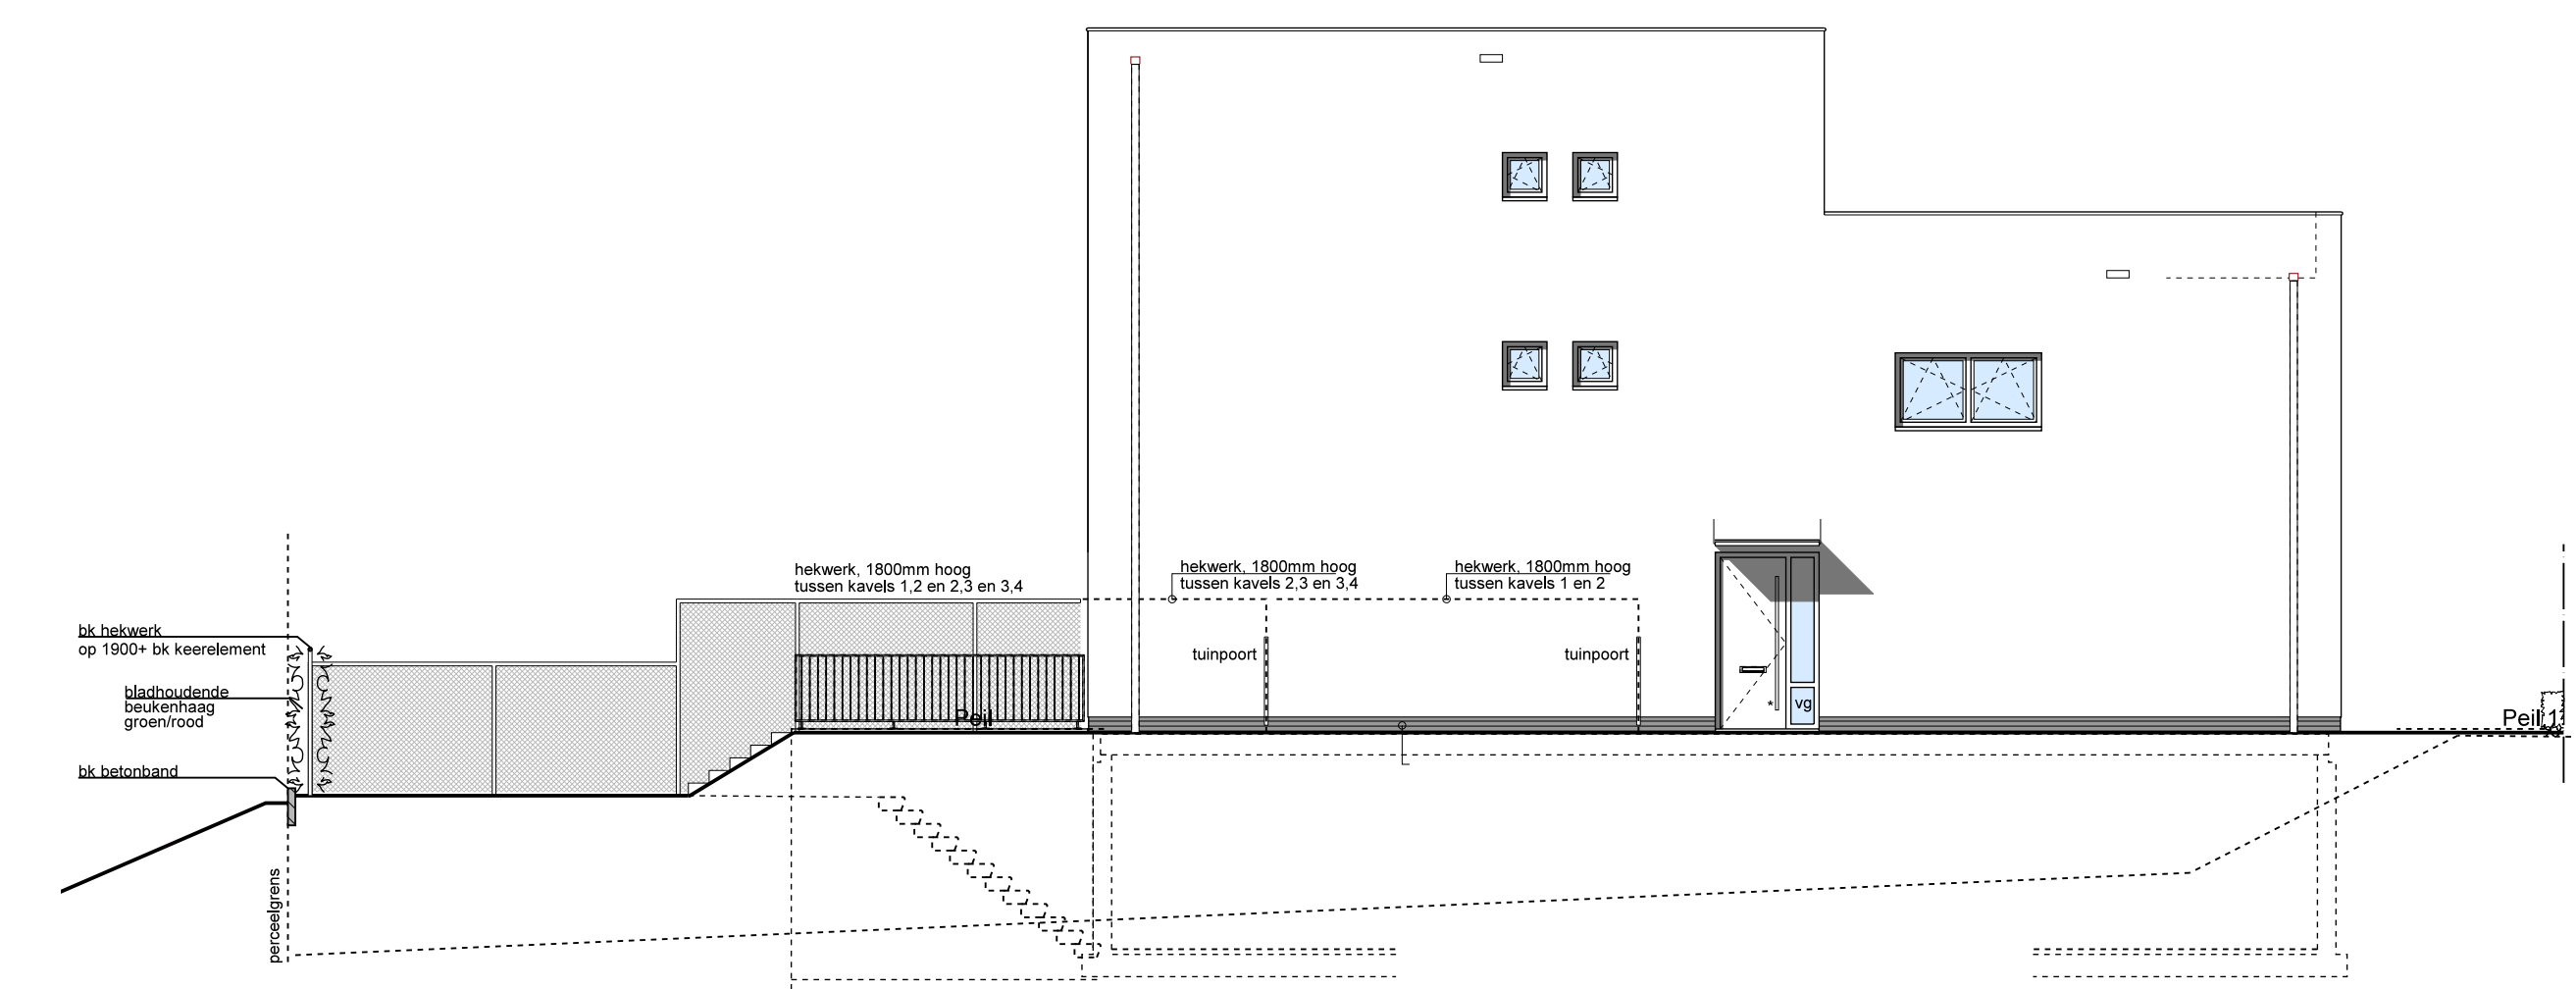 hekwerk, 1800mm hoog
tussen kavels 1,2 en 2,3 en 3,4
hekwerk, 1800mm hoog
tussen kavels 2,3 en 3,4
hekwerk, 1800mm hoog
tussen kavels 1 en 2
bk hekwerk
op 1900+ bk keerelement
tuinpoort
tuinpoort
bladhoudende
beukenhaag
groen/rood
* vg
Peil
Peil 1
bk betonband
perceelgrens